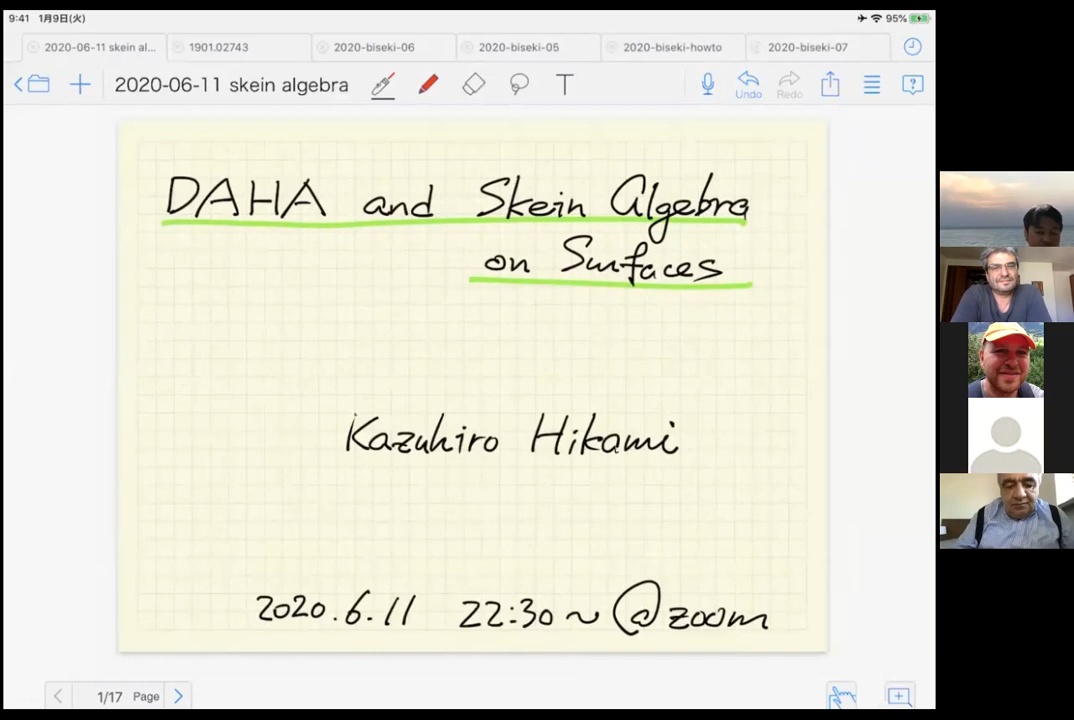 9:41 1月9日(火)
95%
2020-06-11 skein al...
1901.02743
2020-biseki-06
2020-biseki-05
2020-biseki-howto
2020-biseki-07
2020-06-11 skein algebra
T
Undo
Redo
?
DAHA and Skein Algebra
on Surfaces
Kazuhiro Hikami
2020.6.11 22:30~ @zoom
1/17 Page